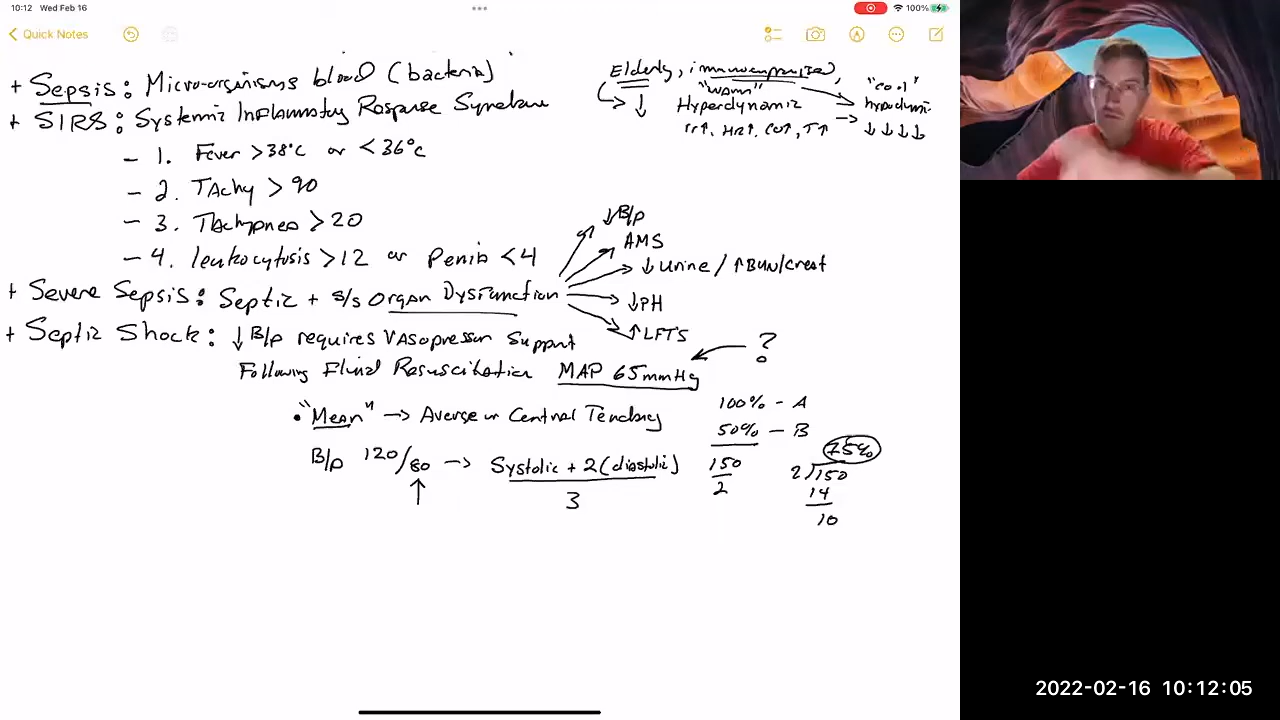 10:12 Wed Feb 16
100%
Quick Notes
+ Sepsis: Micro-organisms blood (bacteria)
+ SIRS: Systemic Inflammatory Response Syndrome
- 1. Fever >38°c or <36°c
- 2. TAchy >90
- 3. TAchypnea >20
- 4. leukocytosis >12 or penia <4
+ Severe Sepsis: Septic + s/s Organ Dysfunction
↓B/p
AMS
↓Urine / ↑BUN/creat
↓PH
↑LFTS
+ Septic Shock: ↓B/p requires VASopressor Support
Following Fluid Resuscitation MAP 65mmHg
?
• "Mean" → Average or Central Tendency
B/p 120/80 → Systolic + 2(diastolic)
3
100% - A
50% - B
150
2
75%
2)150
14
10
Elderly, immunocompromised,
↓
"warm"
Hyperdynamic
HR↑, CO↑, T↑
"cool"
→ ↓↓↓↓
2022-02-16 10:12:05